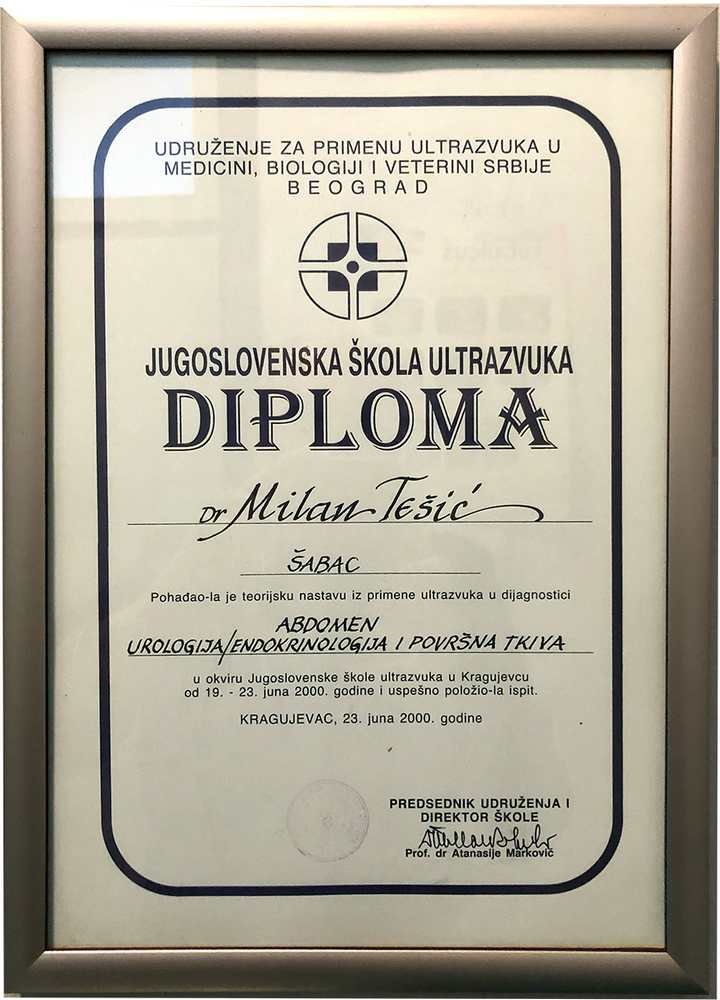 UDRUŽENJE ZA PRIMENU ULTRAZVUKA U
MEDICINI, BIOLOGIJI I VETERINI SRBIJE
BEOGRAD
JUGOSLOVENSKA ŠKOLA ULTRAZVUKA
DIPLOMA
Dr Milan Tešić
ŠABAC
Pohađao-la je teorijsku nastavu iz primene ultrazvuka u dijagnostici
ABDOMEN
UROLOGIJA/ENDOKRINOLOGIJA I POVRŠNA TKIVA
u okviru Jugoslovenske škole ultrazvuka u Kragujevcu
od 19. - 23. juna 2000. godine i uspešno položio-la ispit.
KRAGUJEVAC, 23. juna 2000. godine
PREDSEDNIK UDRUŽENJA I
DIREKTOR ŠKOLE
Prof. dr Atanasije Marković